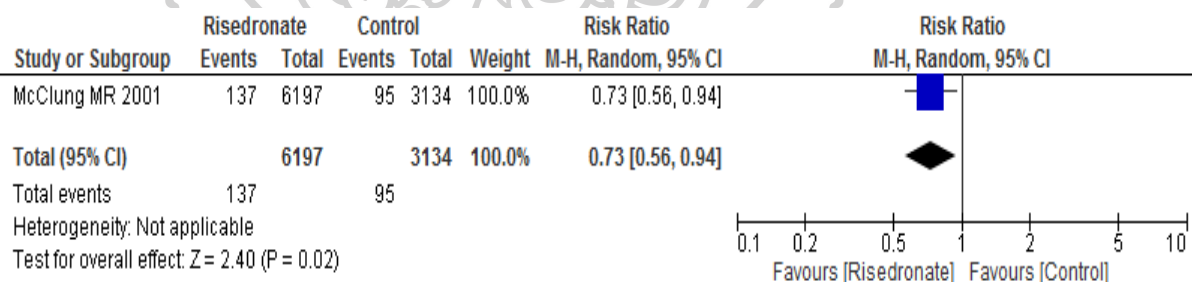 Risedronate Control Risk Ratio Risk Ratio
Study or Subgroup Events Total Events Total Weight M-H, Random, 95% CI M-H, Random, 95% CI
McClung MR 2001 137 6197 95 3134 100.0% 0.73 [0.56, 0.94]
Total (95% CI) 6197 3134 100.0% 0.73 [0.56, 0.94]
Total events 137 95
Heterogeneity: Not applicable
Test for overall effect: Z = 2.40 (P = 0.02)
0.1 0.2 0.5 1 2 5 10
Favours [Risedronate] Favours [Control]